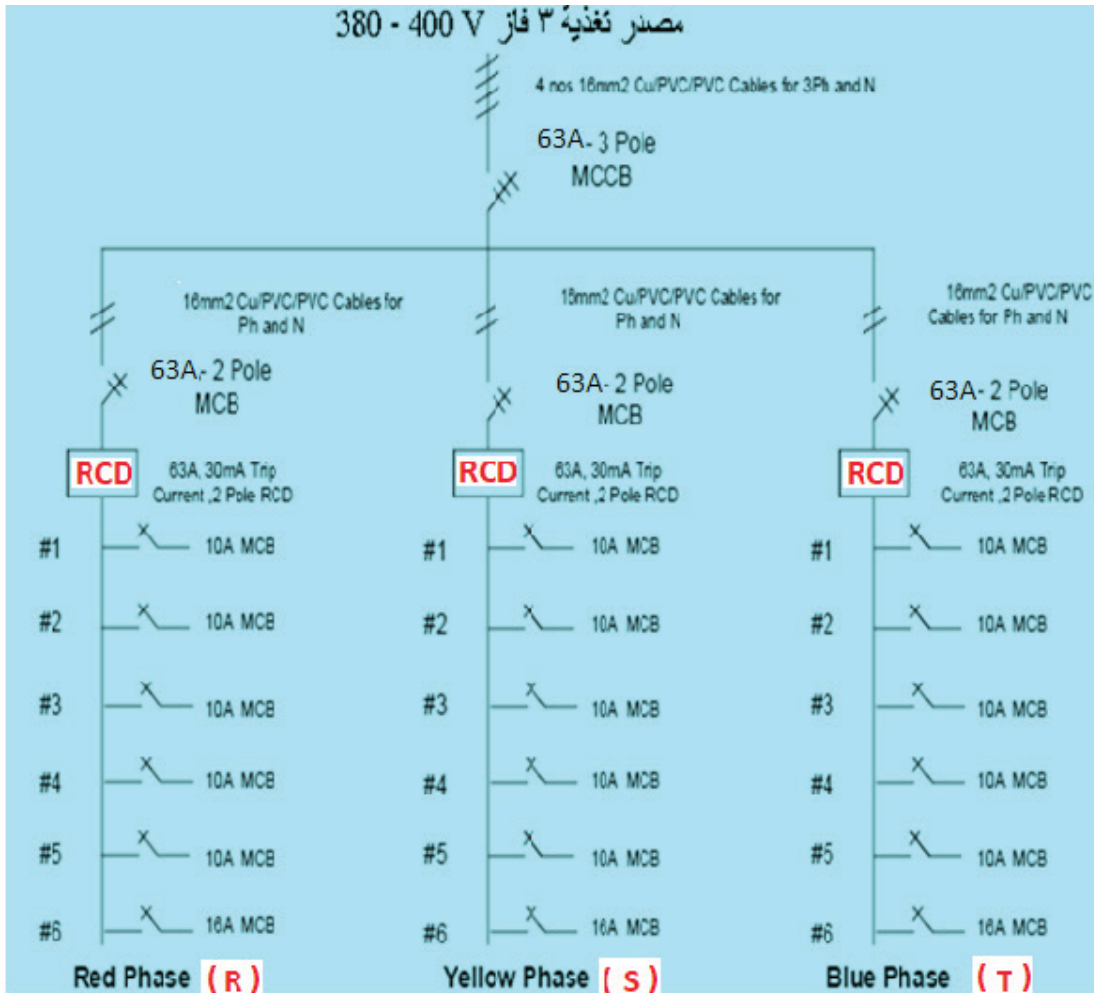 مصدر تغذية ٣ فاز 380 - 400 V
4 nos 16mm2 Cu/PVC/PVC Cables for 3Ph and N
63A- 3 Pole
MCCB
16mm2 Cu/PVC/PVC Cables for
Ph and N
63A- 2 Pole
MCB
RCD
63A, 30mA Trip
Current ,2 Pole RCD
#1 10A MCB
#2 10A MCB
#3 10A MCB
#4 10A MCB
#5 10A MCB
#6 16A MCB
Red Phase ( R )
16mm2 Cu/PVC/PVC Cables for
Ph and N
63A- 2 Pole
MCB
RCD
63A, 30mA Trip
Current ,2 Pole RCD
#1 10A MCB
#2 10A MCB
#3 10A MCB
#4 10A MCB
#5 10A MCB
#6 16A MCB
Yellow Phase ( S )
16mm2 Cu/PVC/PVC
Cables for Ph and N
63A- 2 Pole
MCB
RCD
63A, 30mA Trip
Current ,2 Pole RCD
#1 10A MCB
#2 10A MCB
#3 10A MCB
#4 10A MCB
#5 10A MCB
#6 16A MCB
Blue Phase ( T )